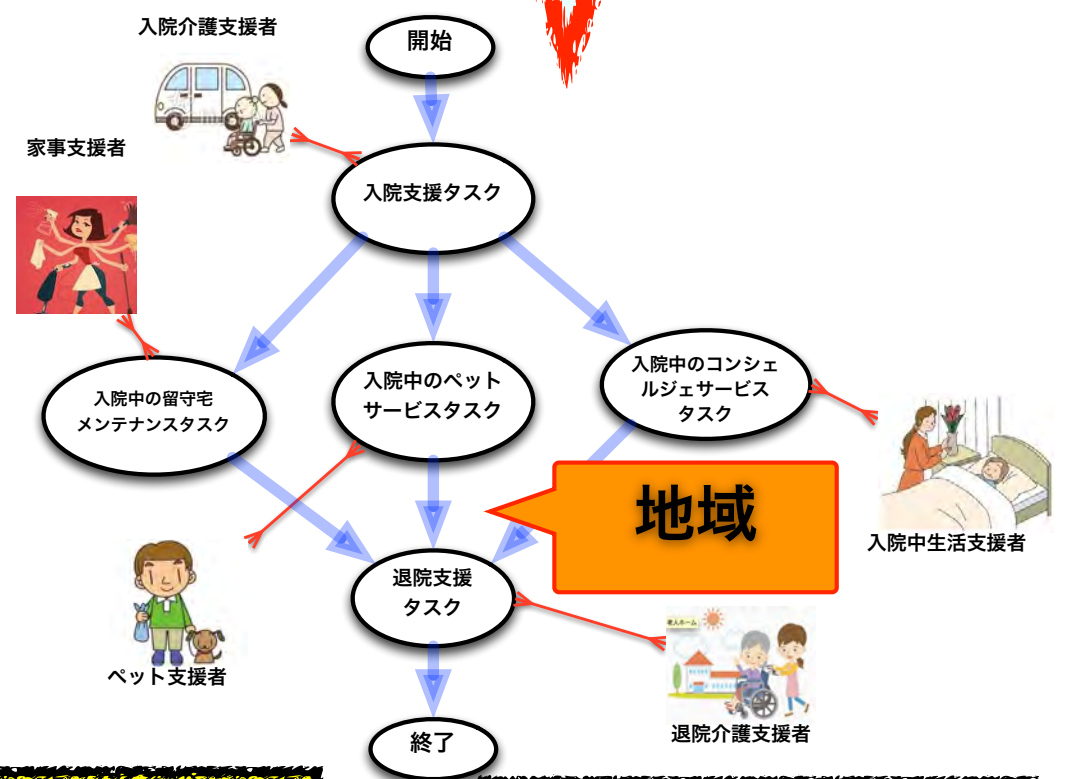 入院介護支援者
開始
家事支援者
入院支援タスク
入院中の留守宅
メンテナンスタスク
入院中のペット
サービスタスク
入院中のコンシェ
ルジェサービス
タスク
地域
入院中生活支援者
退院支援
タスク
ペット支援者
老人ホーム
退院介護支援者
終了